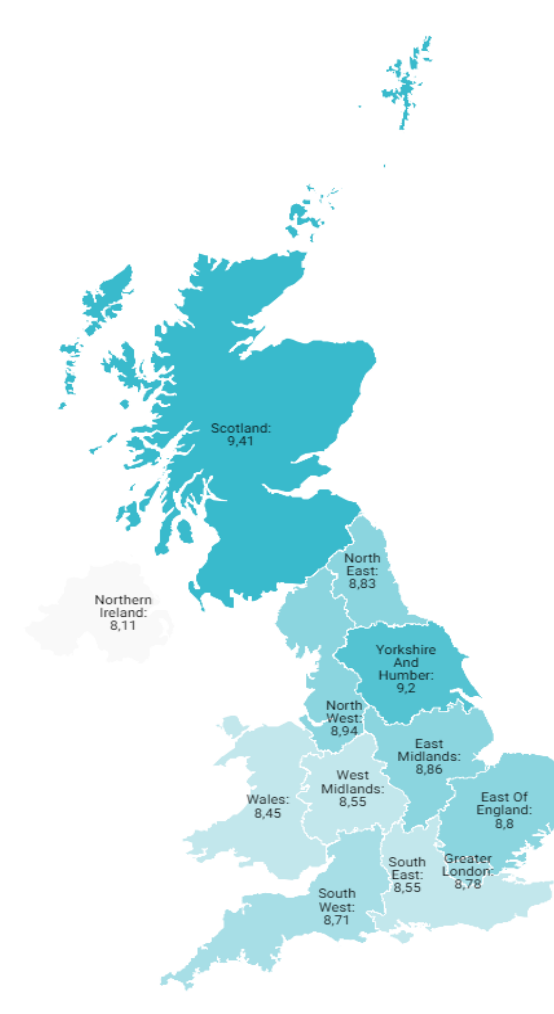 Scotland:
9,41
North
East:
8,83
Northern
Ireland:
8,11
Yorkshire
And
Humber:
9,2
North
West:
8,94
East
Midlands:
8,86
West
Midlands:
8,55
Wales:
8,45
East Of
England:
8,8
Greater
London:
8,78
South
East:
8,55
South
West:
8,71